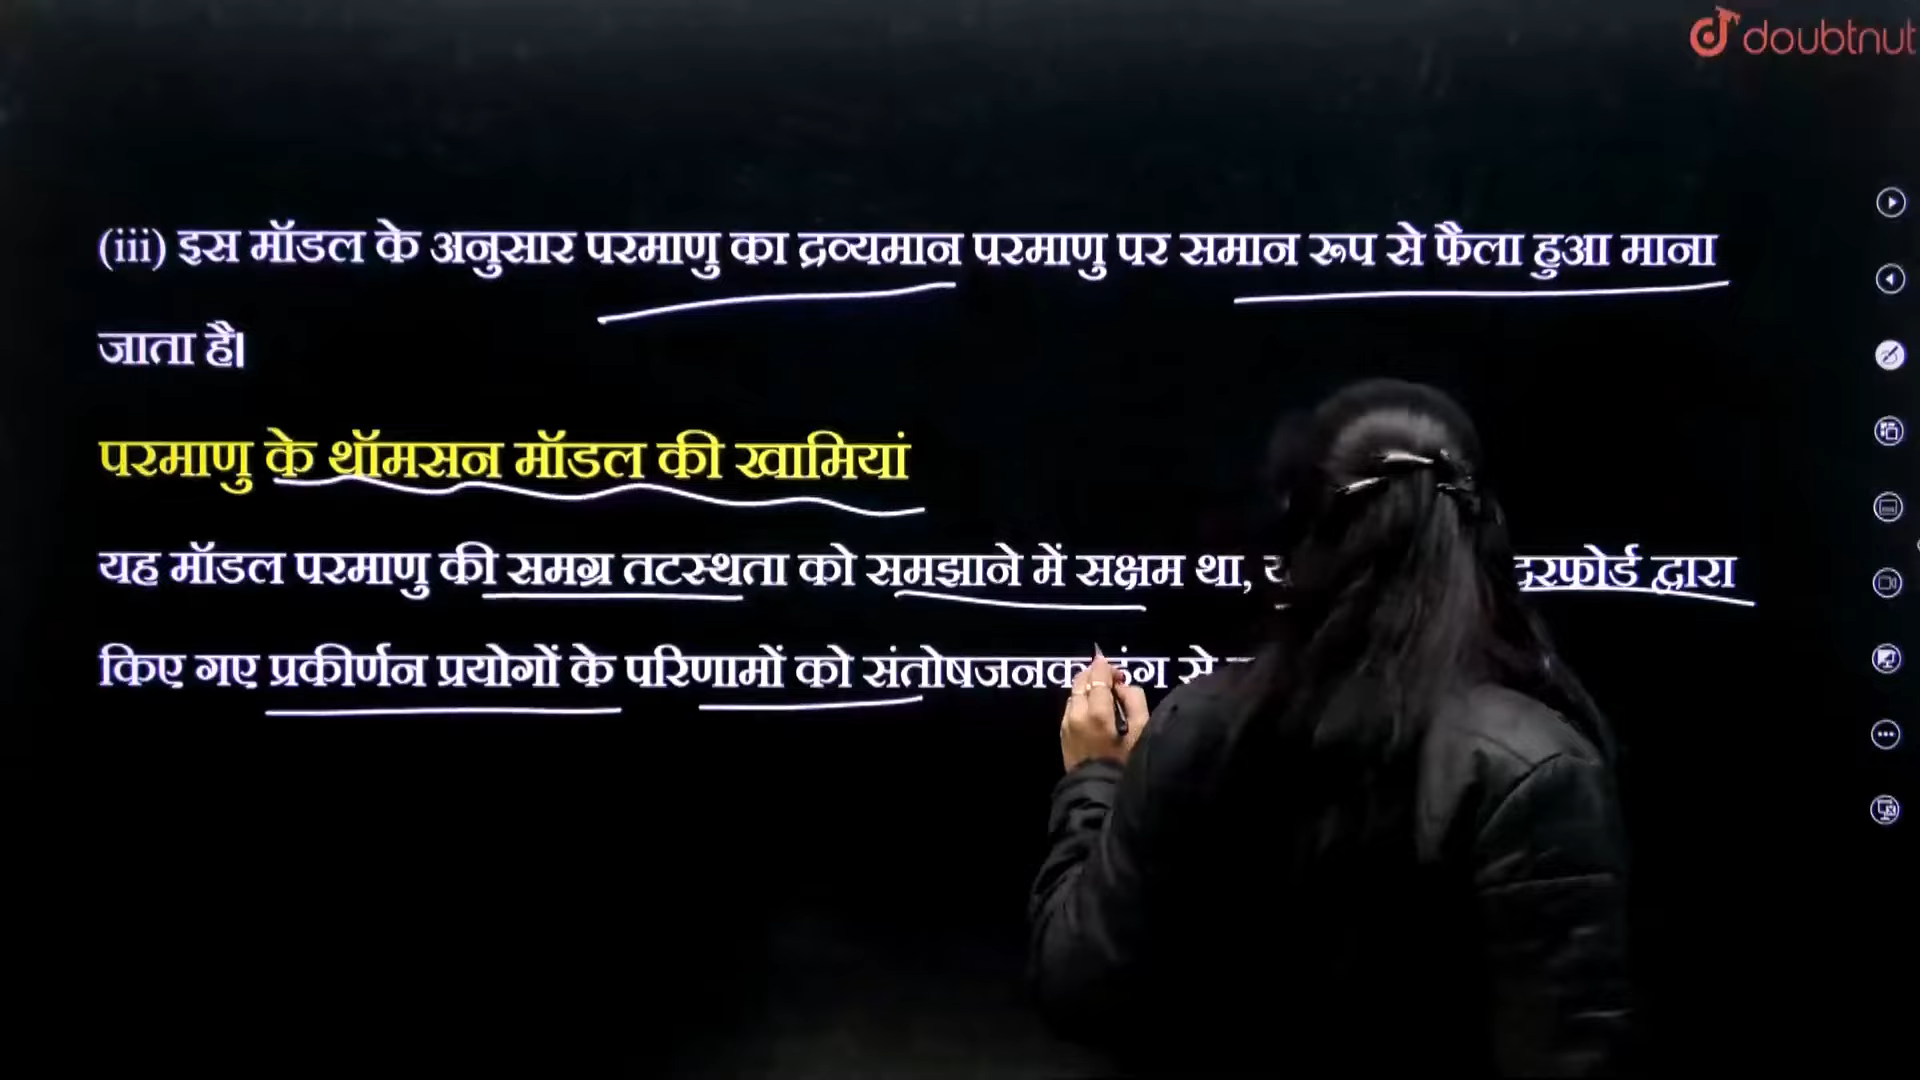 doubtnut
(iii) इस मॉडल के अनुसार परमाणु का द्रव्यमान परमाणु पर समान रूप से फैला हुआ माना
जाता है।
परमाणु के थॉमसन मॉडल की खामियां
यह मॉडल परमाणु की समग्र तटस्थता को समझाने में सक्षम था, द्वारा
किए गए प्रकीर्णन प्रयोगों के परिणामों को संतोषजनक ढंग से